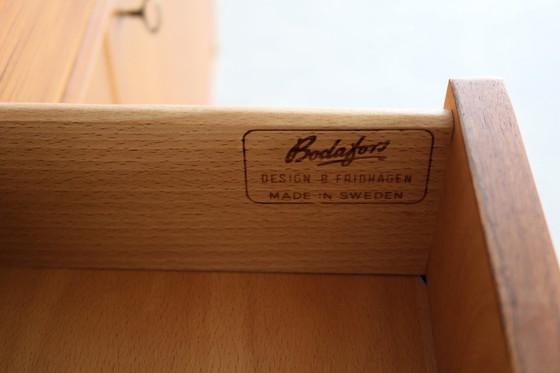 Bodafors
DESIGN B. FRIDHAGEN
MADE IN SWEDEN